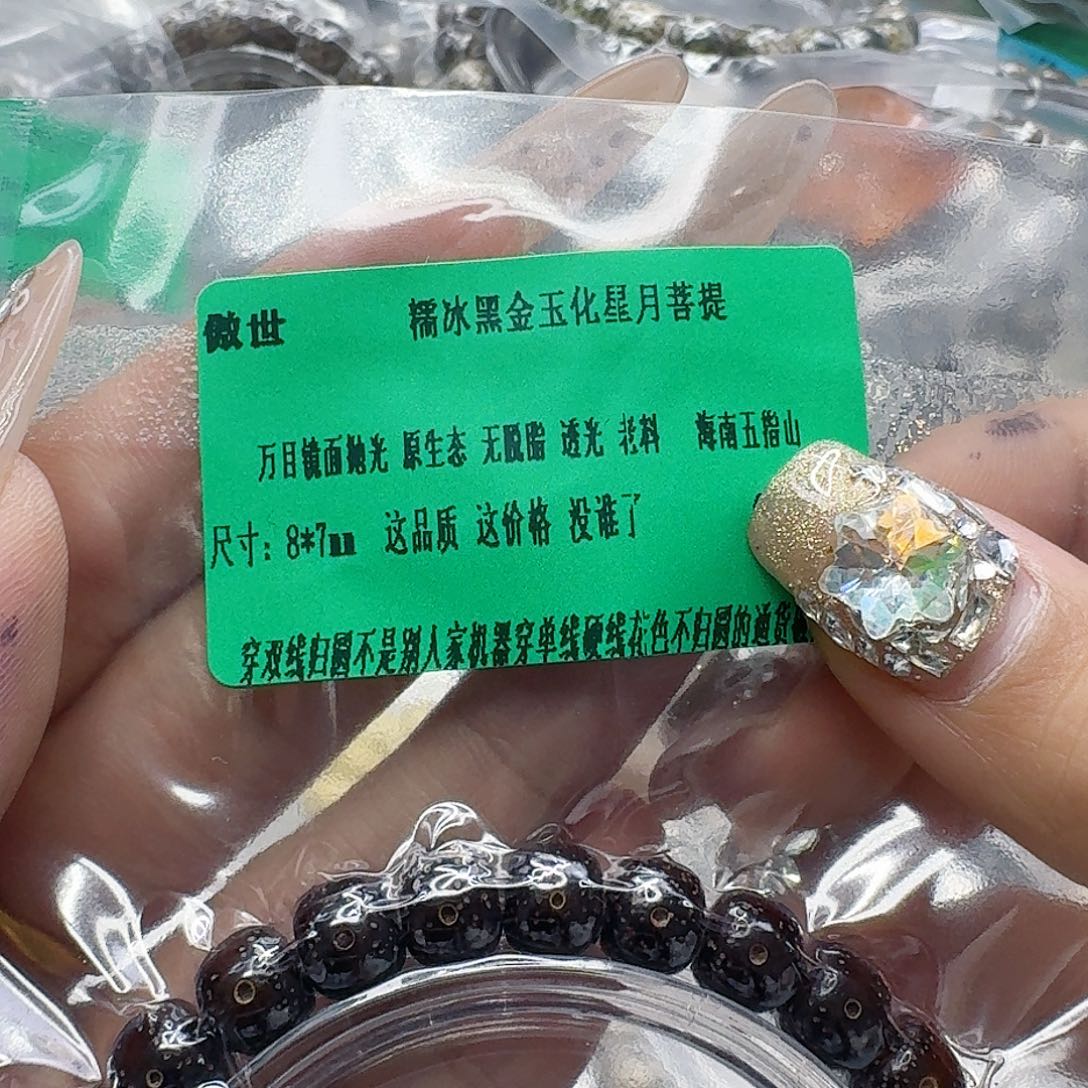 傲世 糯冰黑金玉化星月菩提
万目镜面抛光 原生态 无脱脂 透光 老料 海南五指山
尺寸：8*7mm 这品质 这价格 没谁了
穿双线归圆不是别人家机器穿单线硬线花色不归圆的通货